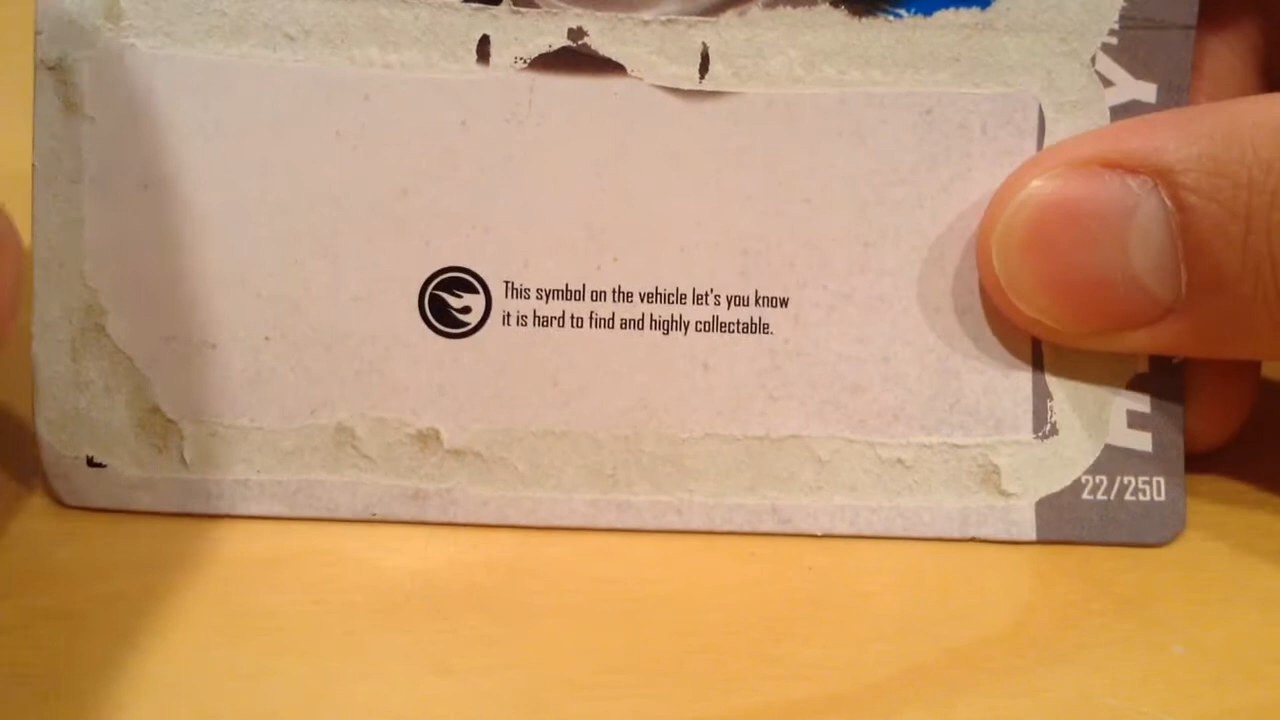 This symbol on the vehicle let's you know
it is hard to find and highly collectable.
22/250